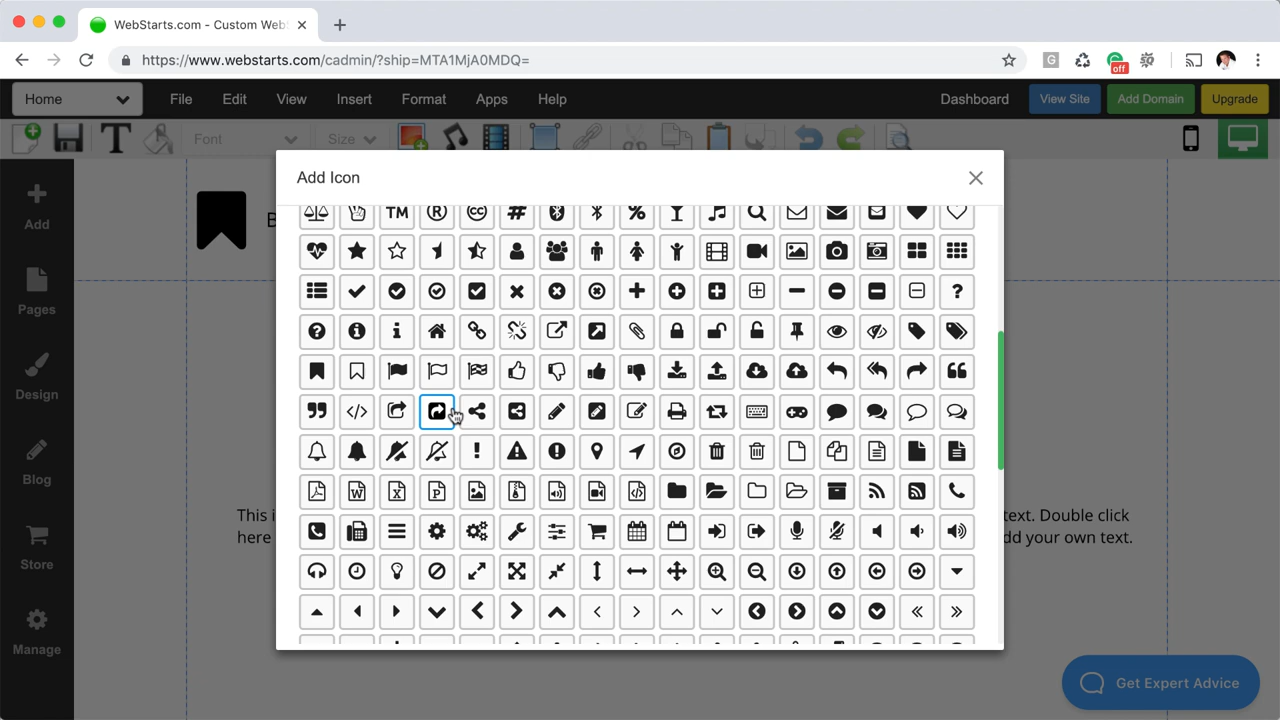 WebStarts.com - Custom Web
https://www.webstarts.com/cadmin/?ship=MTA1MjA0MDQ=
off
Home
File
Edit
View
Insert
Format
Apps
Help
Dashboard
View Site
Add Domain
Upgrade
Font
Size
Add
Pages
Design
Blog
Store
Manage
Add Icon
This i
text. Double click
here
dd your own text.
Get Expert Advice